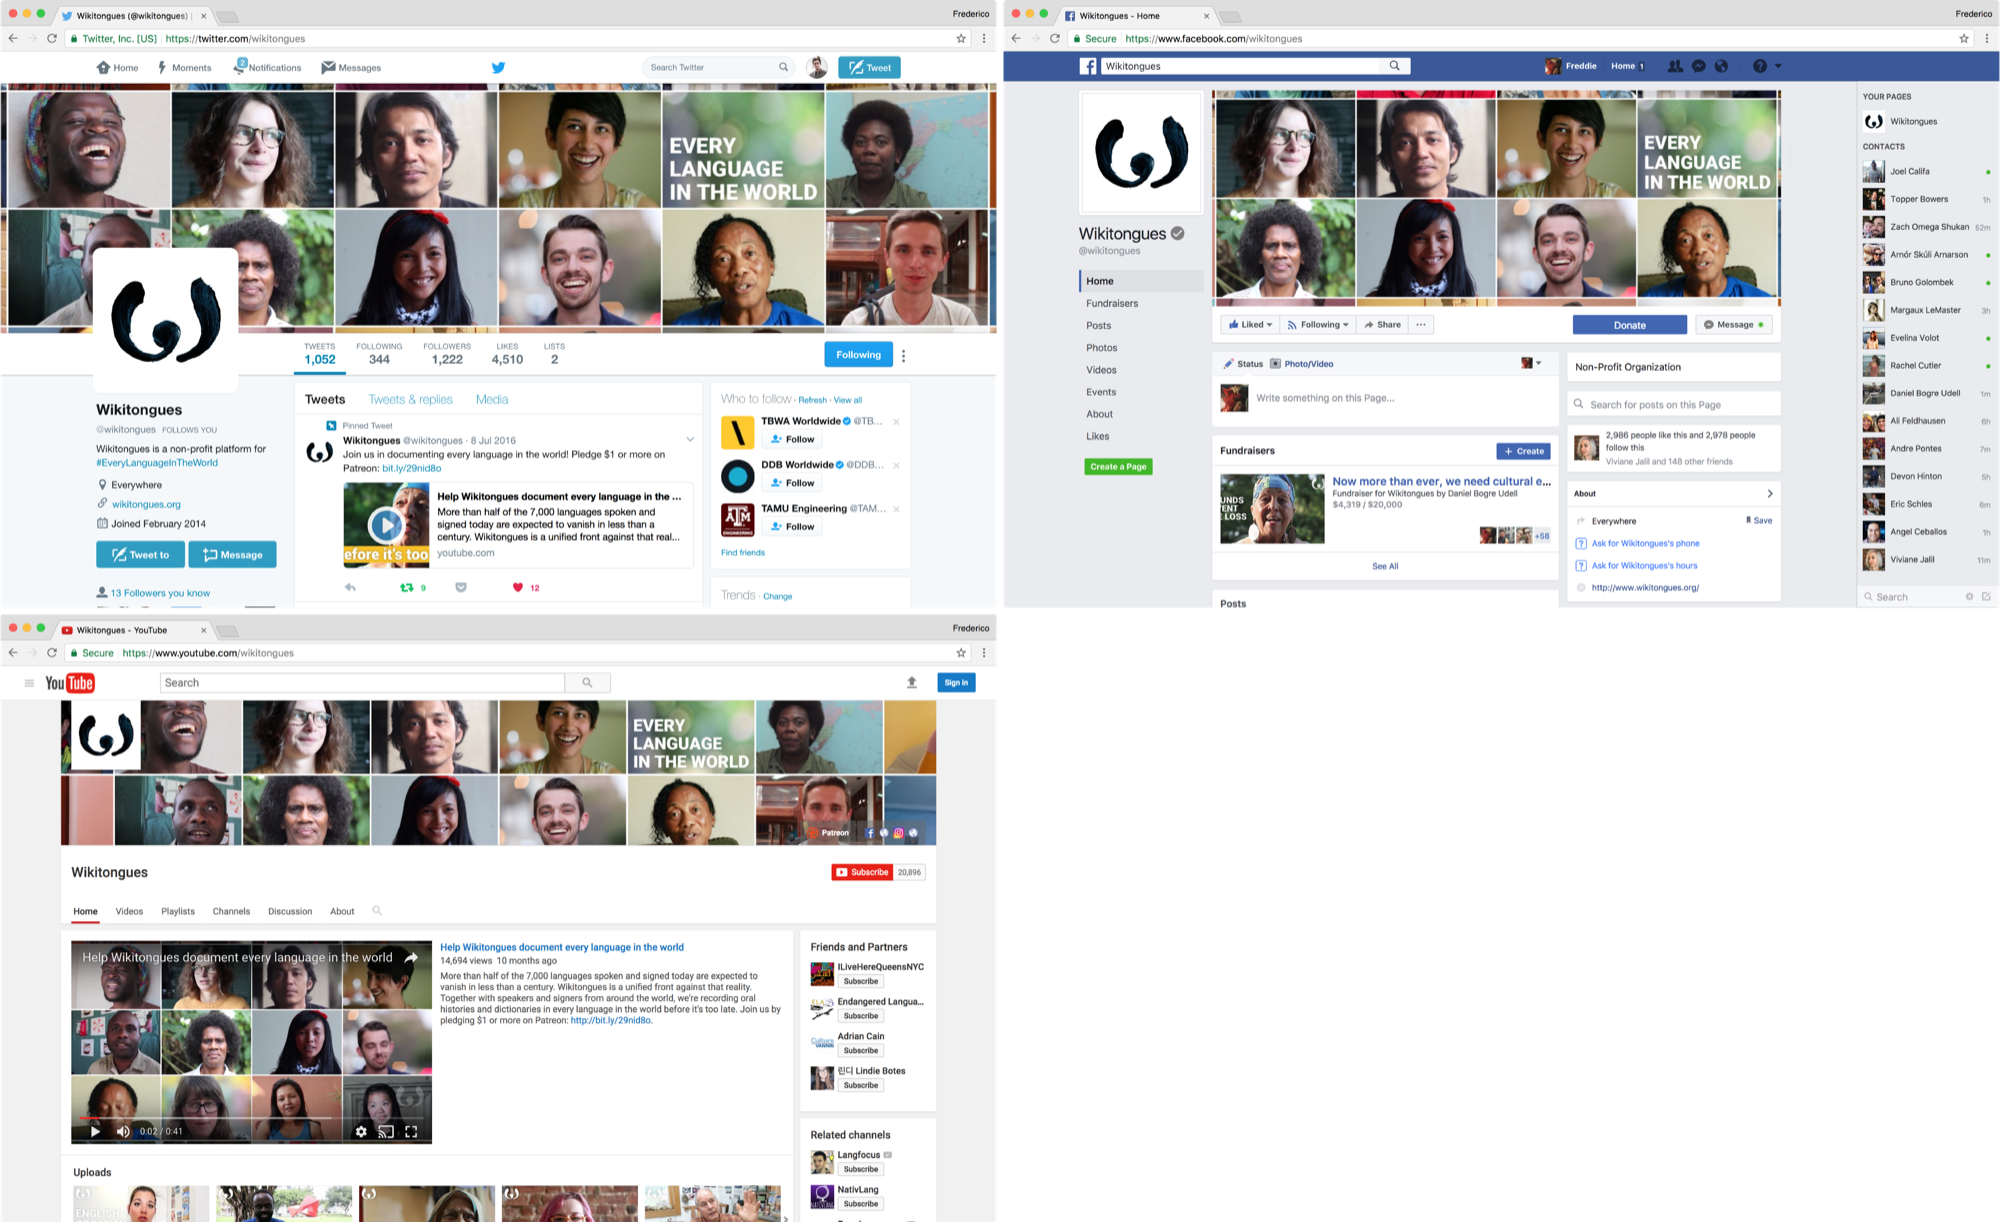 Wikitongues (@wikitongues) |
Frederico
Twitter, Inc. [US] https://twitter.com/wikitongues
Home Moments 2 Notifications Messages
Search Twitter
Tweet
EVERY
LANGUAGE
IN THE WORLD
TWEETS FOLLOWING FOLLOWERS LIKES LISTS
1,052 344 1,222 4,510 2
Following
Wikitongues
@wikitongues FOLLOWS YOU
Wikitongues is a non-profit platform for
#EveryLanguageInTheWorld
Everywhere
wikitongues.org
Joined February 2014
Tweet to Message
13 Followers you know
Tweets Tweets & replies Media
Pinned Tweet
Wikitongues @wikitongues · 8 Jul 2016
Join us in documenting every language in the world! Pledge $1 or more on
Patreon: bit.ly/29nid8o
efore it's too
Help Wikitongues document every language in the ...
More than half of the 7,000 languages spoken and
signed today are expected to vanish in less than a
century. Wikitongues is a unified front against that real...
youtube.com
9 12
Who to follow · Refresh · View all
TBWA Worldwide @TB...
Follow
DDB Worldwide @DDB...
Follow
ATM
ENGINEERING
TAMU Engineering @TAM...
Follow
Find friends
Trends · Change
Wikitongues - Home
Frederico
Secure https://www.facebook.com/wikitongues
Wikitongues
Freddie Home 1
EVERY
LANGUAGE
IN THE WORLD
Wikitongues
@wikitongues
Home
Fundraisers
Posts
Photos
Videos
Events
About
Likes
Create a Page
Liked Following Share ...
Donate Message
Status Photo/Video
Write something on this Page...
Fundraisers
+ Create
UNDS
ENT
E LOSS
Now more than ever, we need cultural e...
Fundraiser for Wikitongues by Daniel Bogre Udell
$4,319 / $20,000
+58
See All
Posts
Non-Profit Organization
Search for posts on this Page
2,986 people like this and 2,978 people
follow this
Viviane Jalil and 148 other friends
About
Everywhere Save
Ask for Wikitongues's phone
Ask for Wikitongues's hours
http://www.wikitongues.org/
YOUR PAGES
Wikitongues
CONTACTS
Joel Califa
Topper Bowers 1h
Zach Omega Shukan 52m
Arnór Skúli Arnarson
Bruno Golombek
Margaux LeMaster 3h
Evelina Volot
Rachel Cutler
Daniel Bogre Udell 1m
Ali Feldhausen 6h
Andre Pontes 7m
Devon Hinton 5h
Eric Schles 6m
Angel Ceballos 1h
Viviane Jalil 11m
Search
Wikitongues - YouTube
Frederico
Secure https://www.youtube.com/wikitongues
YouTube
Search
Sign in
EVERY
LANGUAGE
IN THE WORLD
Patreon
Wikitongues
Subscribe 20,896
Home Videos Playlists Channels Discussion About
Help Wikitongues document every language in the world
0:02 / 0:41
Help Wikitongues document every language in the world
14,694 views 10 months ago
More than half of the 7,000 languages spoken and signed today are expected to
vanish in less than a century. Wikitongues is a unified front against that reality.
Together with speakers and signers from around the world, we're recording oral
histories and dictionaries in every language in the world before it's too late. Join us by
pledging $1 or more on Patreon: http://bit.ly/29nid8o.
Uploads
ENGLISH
Friends and Partners
ILiveHereQueensNYC
Subscribe
ELA
Endangered Langua...
Subscribe
Culture
VANNIN
Adrian Cain
Subscribe
린디 Lindie Botes
Subscribe
Related channels
Langfocus
Subscribe
NativLang
Subscribe